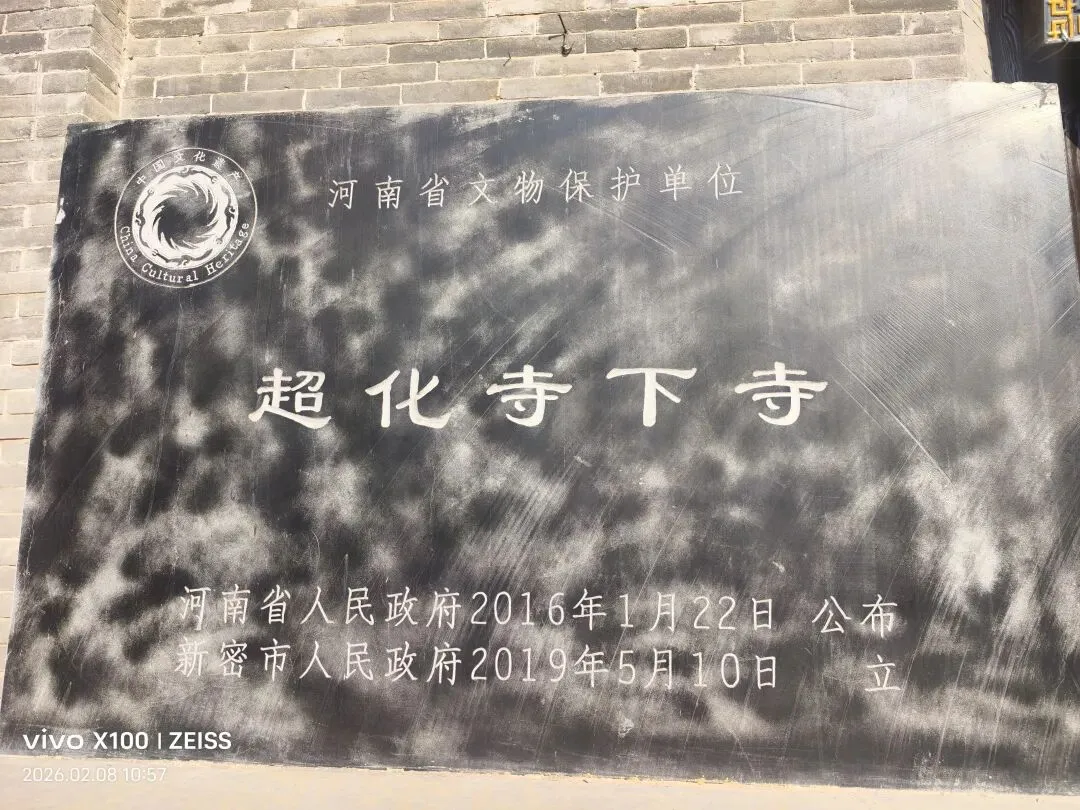 中国文化遗产
China Cultural Heritage
河南省文物保护单位
超化寺下寺
河南省人民政府2016年1月22日 公布
新密市人民政府2019年5月10日 立
vivo X100 | ZEISS
2026.02.08 10:57